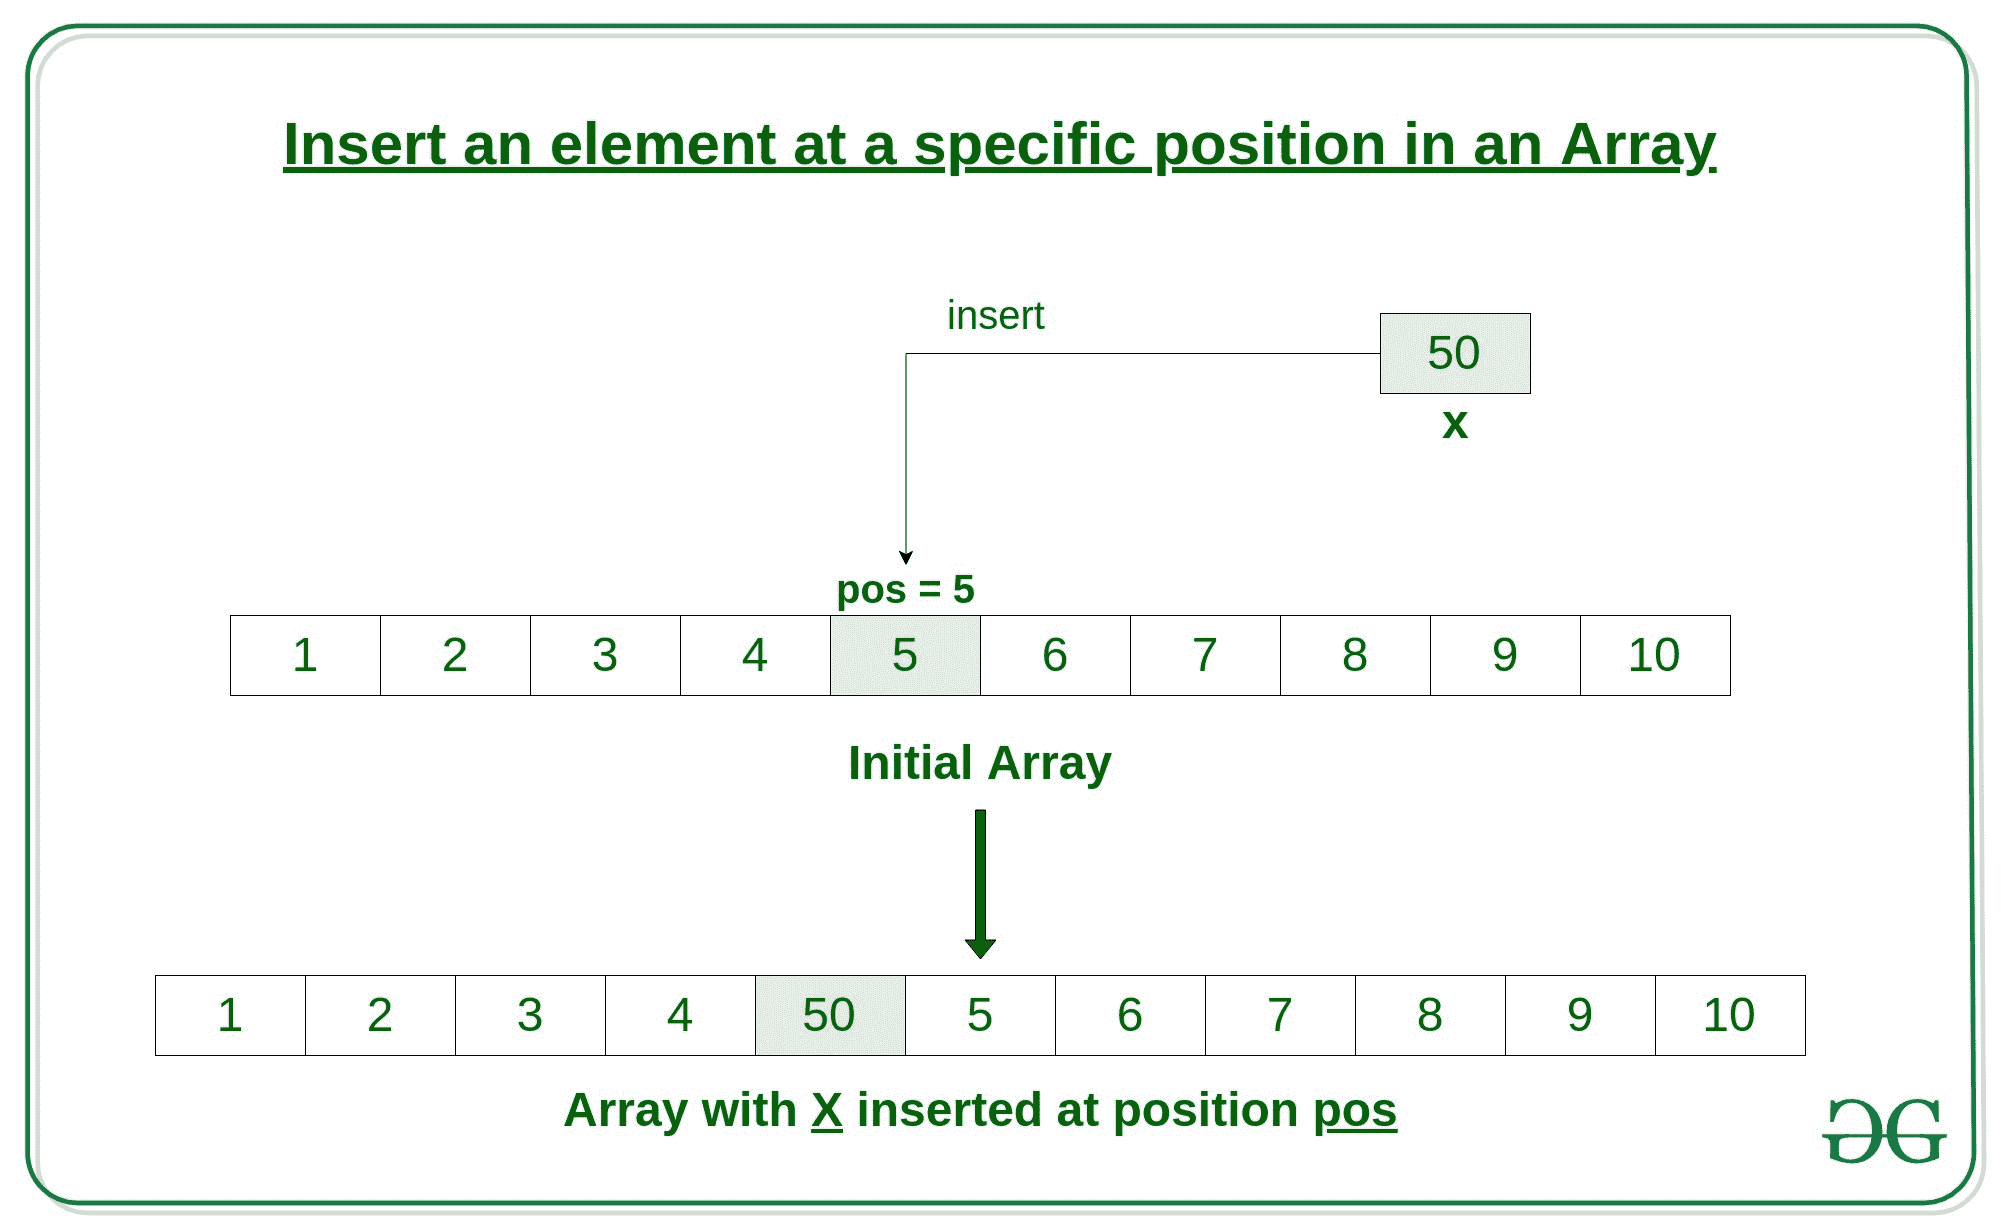 Insert an element at a specific position in an Array
insert
50
x
pos = 5
1 2 3 4 5 6 7 8 9 10
Initial Array
1 2 3 4 50 5 6 7 8 9 10
Array with X inserted at position pos